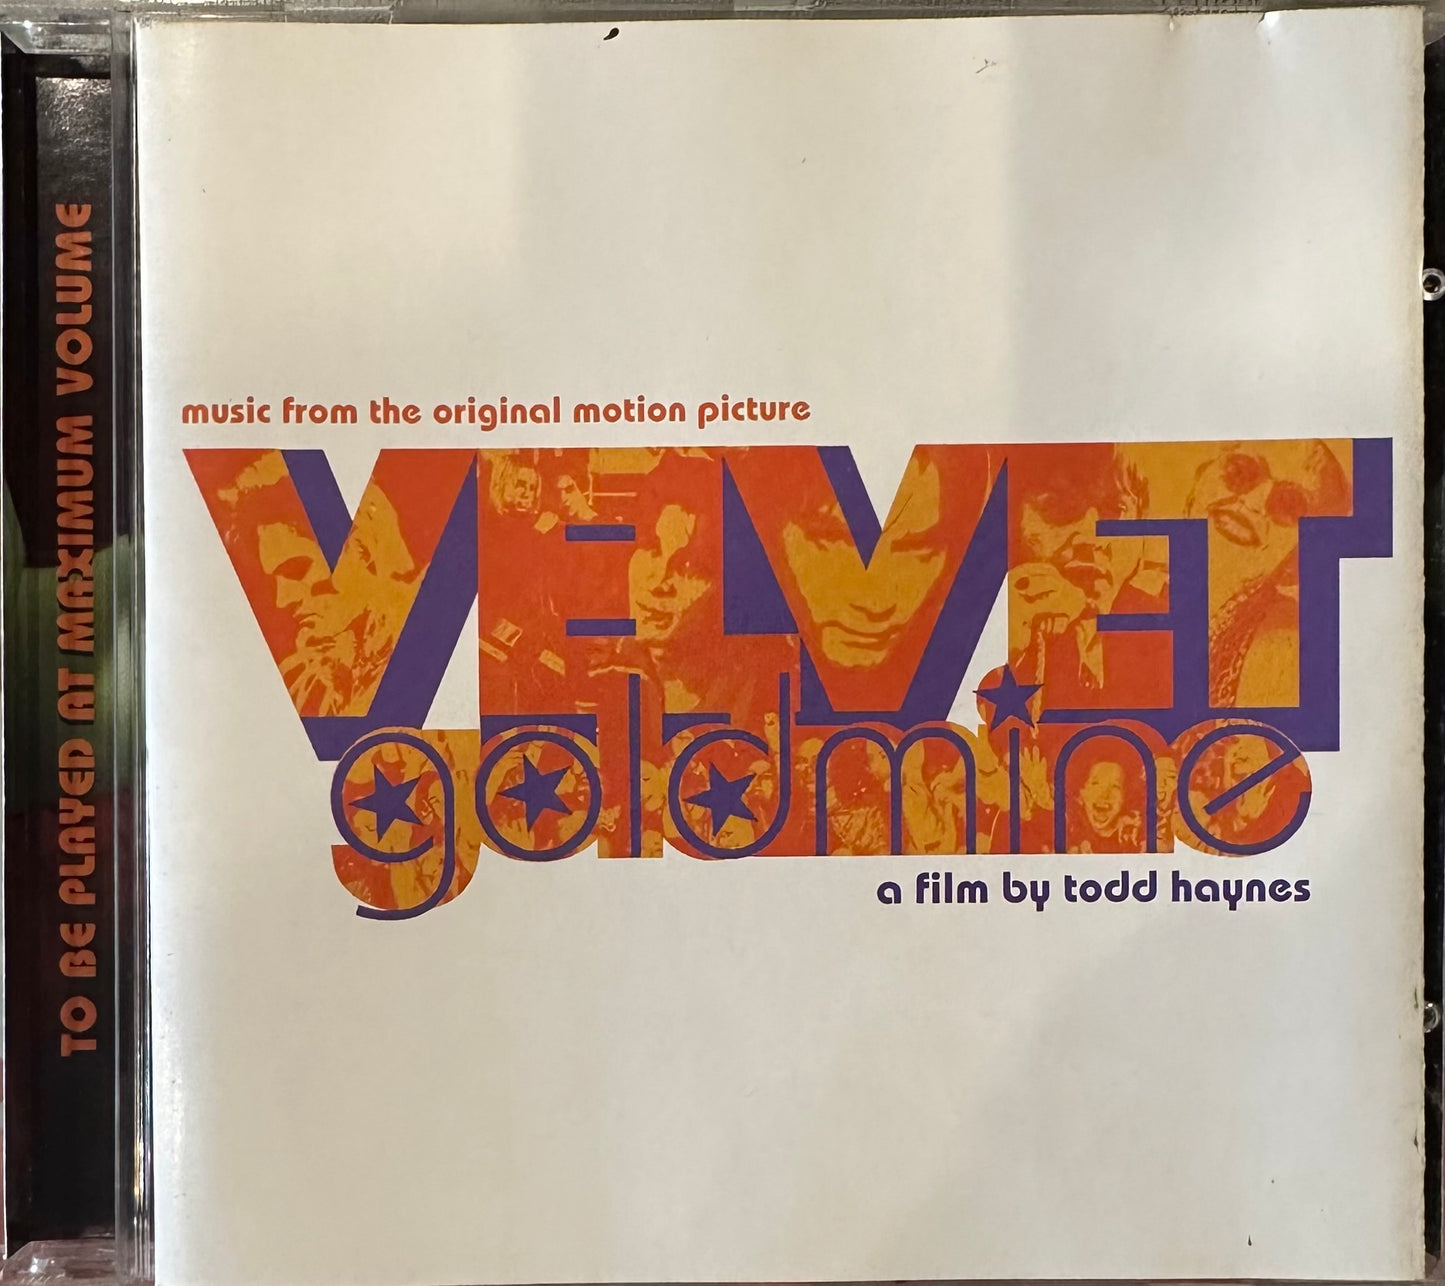 TO BE PLAYED AT MAXIMUM VOLUME
music from the original motion picture
VELVET
goldmine
a film by todd haynes